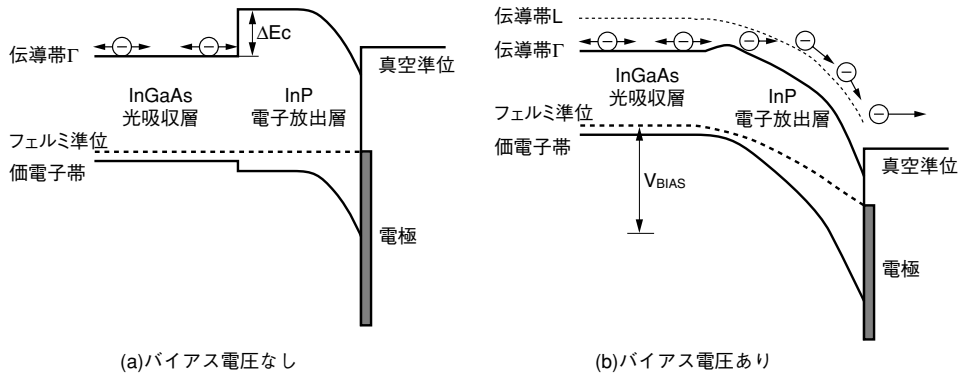 伝導帯Γ
ΔEc
真空準位
InGaAs
光吸収層
InP
電子放出層
フェルミ準位
価電子帯
電極
(a)バイアス電圧なし
伝導帯L
伝導帯Γ
InGaAs
光吸収層
InP
電子放出層
フェルミ準位
価電子帯
VBIAS
真空準位
電極
(b)バイアス電圧あり